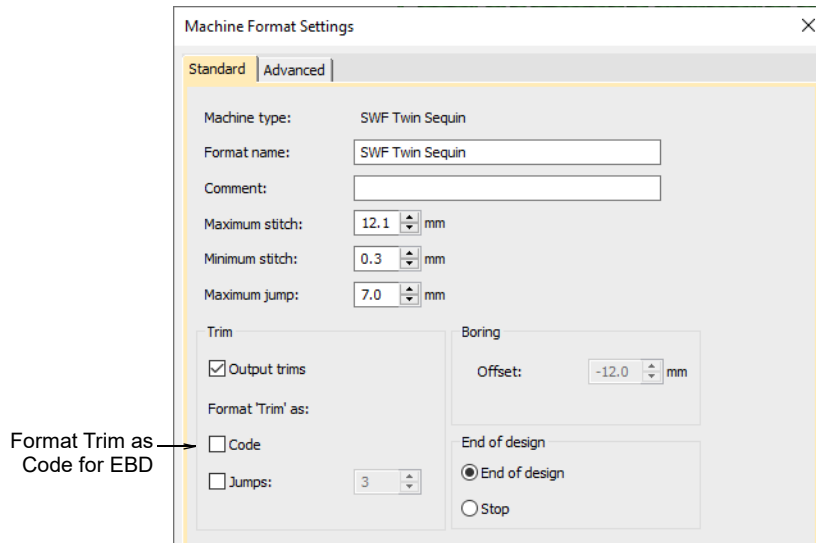 Machine Format Settings
Standard Advanced
Machine type: SWF Twin Sequin
Format name: SWF Twin Sequin
Comment:
Maximum stitch: 12.1 mm
Minimum stitch: 0.3 mm
Maximum jump: 7.0 mm
Trim
Output trims
Format 'Trim' as:
Code
Jumps: 3
Boring
Offset: -12.0 mm
End of design
End of design
Stop
Format Trim as
Code for EBD